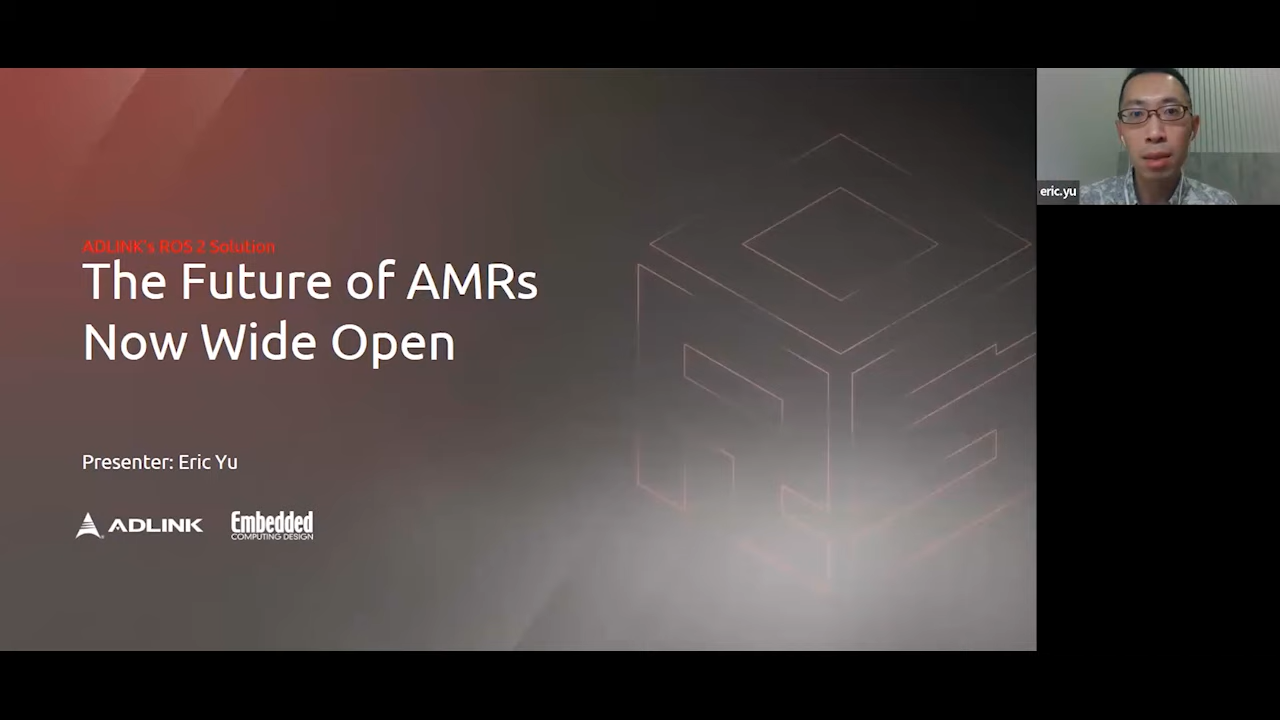 ADLINK's ROS 2 Solution
The Future of AMRs
Now Wide Open
Presenter: Eric Yu
ADLINK
Embedded
COMPUTING DESIGN
eric.yu